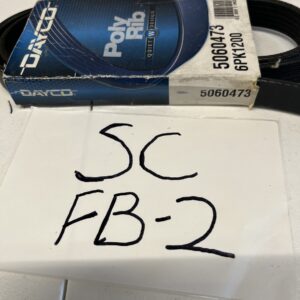 DAYCO
Poly Rib
5060473
6PK1200
DAYCO
5060473
SC
FB-2